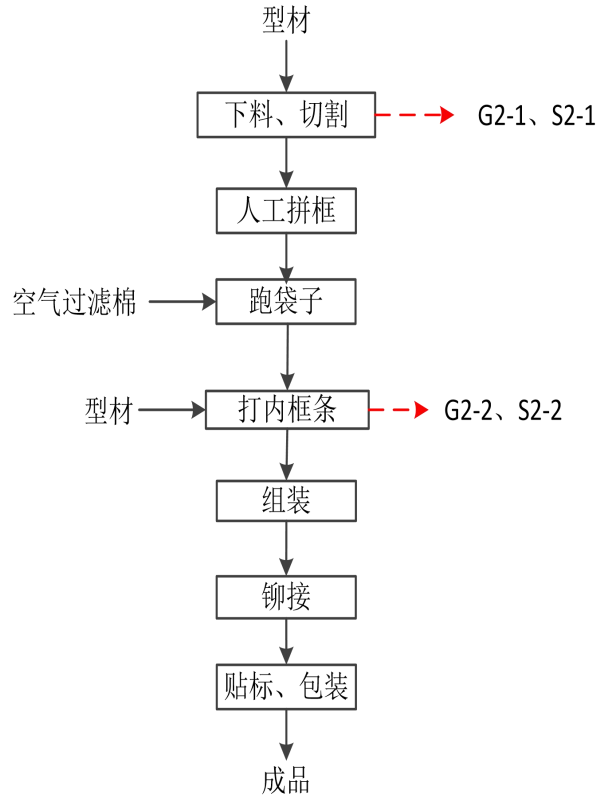 型材
下料、切割
G2-1、S2-1
人工拼框
空气过滤棉
跑袋子
型材
打内框条
G2-2、S2-2
组装
铆接
贴标、包装
成品